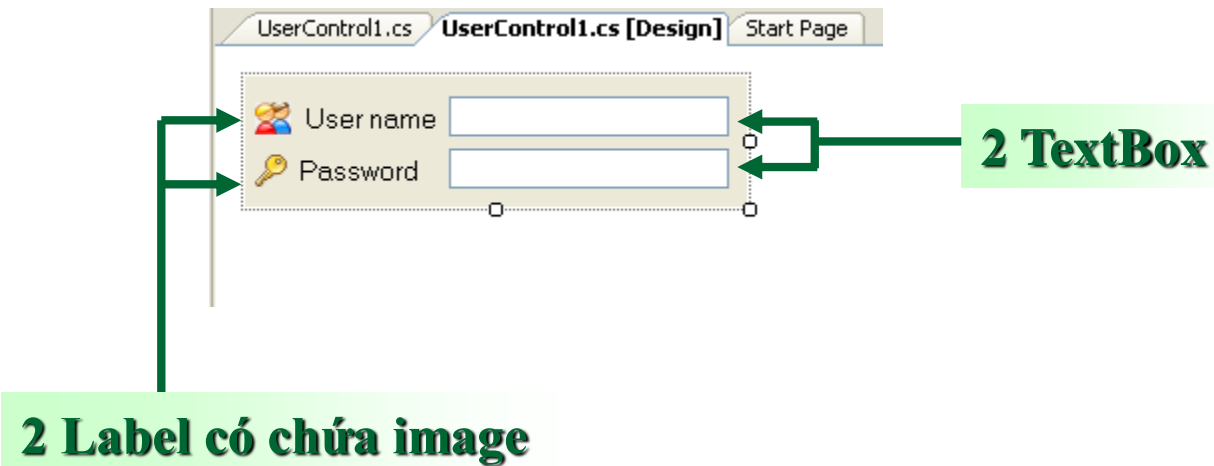 UserControl1.cs UserControl1.cs [Design] Start Page
User name
2 TextBox
Password
2 Label có chứa image